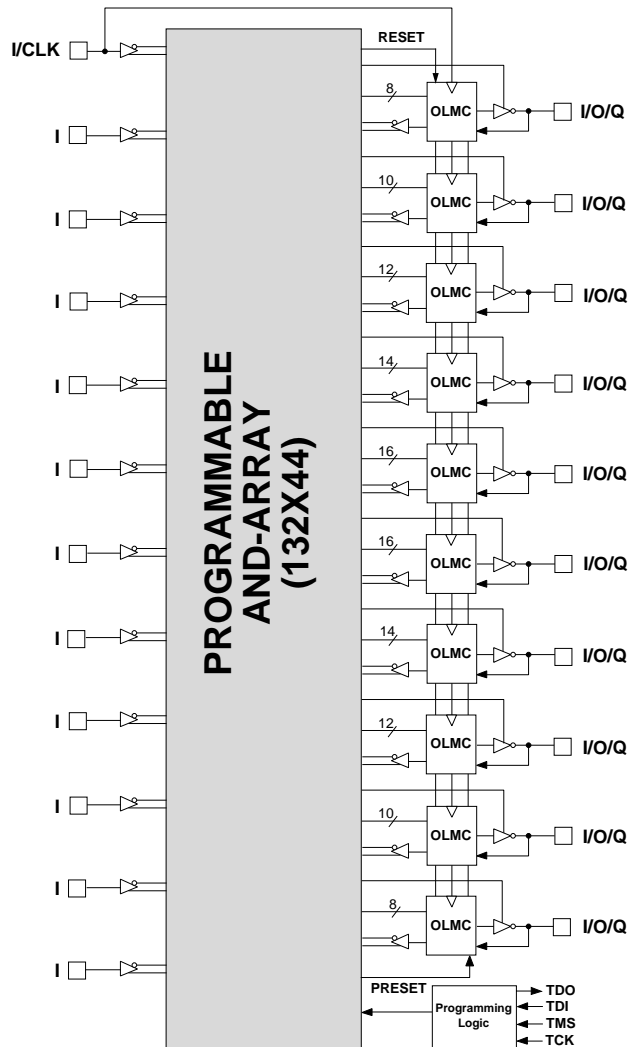 RESET
I/CLK
8
OLMC
I/O/Q
I
10
OLMC
I/O/Q
I
12
OLMC
I/O/Q
I
14
OLMC
I/O/Q
I
16
OLMC
I/O/Q
I
16
OLMC
I/O/Q
I
14
OLMC
I/O/Q
I
12
OLMC
I/O/Q
I
10
OLMC
I/O/Q
I
8
OLMC
I/O/Q
I
I
PROGRAMMABLE
AND-ARRAY
(132X44)
PRESET
Programming
Logic
TDO
TDI
TMS
TCK